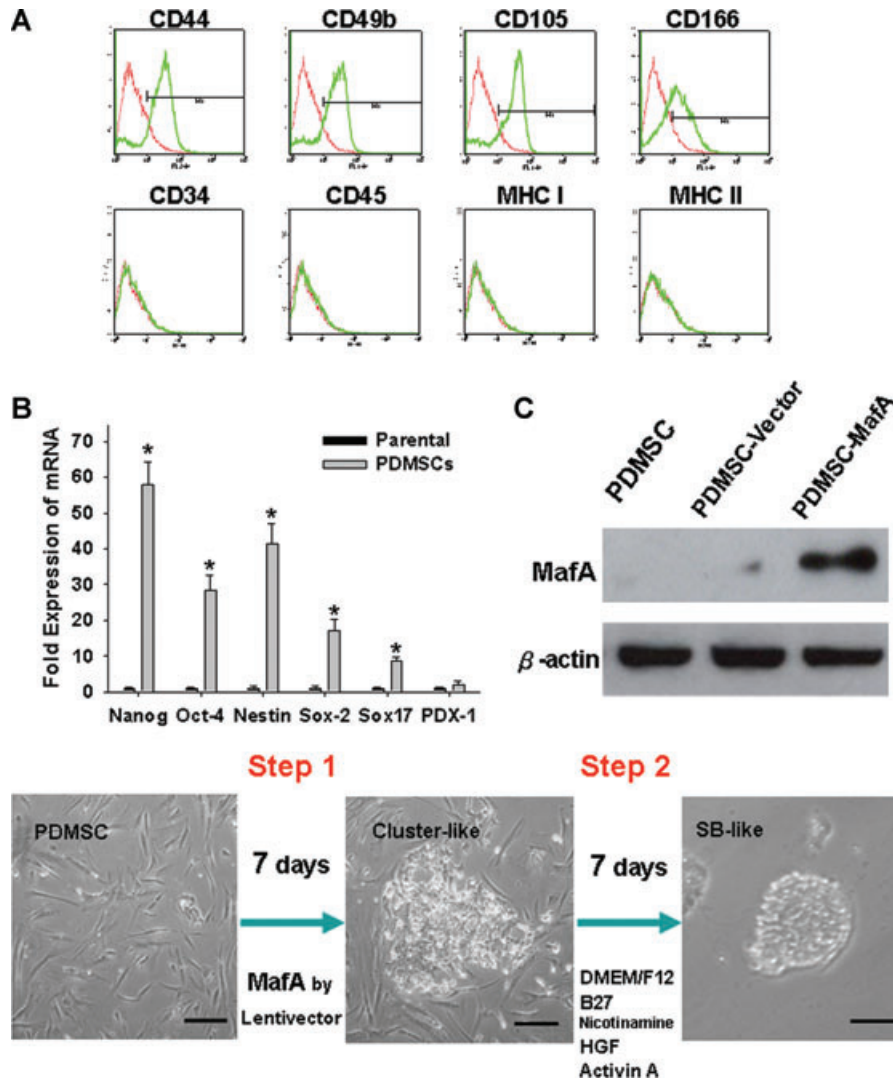 A
CD44 CD49b CD105 CD166
CD34 CD45 MHC I MHC II
B
Fold Expression of mRNA
70
60
50
40
30
20
10
0
Parental
PDMSCs
* * * * *
Nanog Oct-4 Nestin Sox-2 Sox17 PDX-1
C
PDMSC PDMSC-Vector PDMSC-MafA
MafA
β-actin
Step 1 Step 2
PDMSC
7 days
MafA by
Lentivector
Cluster-like
7 days
DMEM/F12
B27
Nicotinamine
HGF
Activin A
SB-like